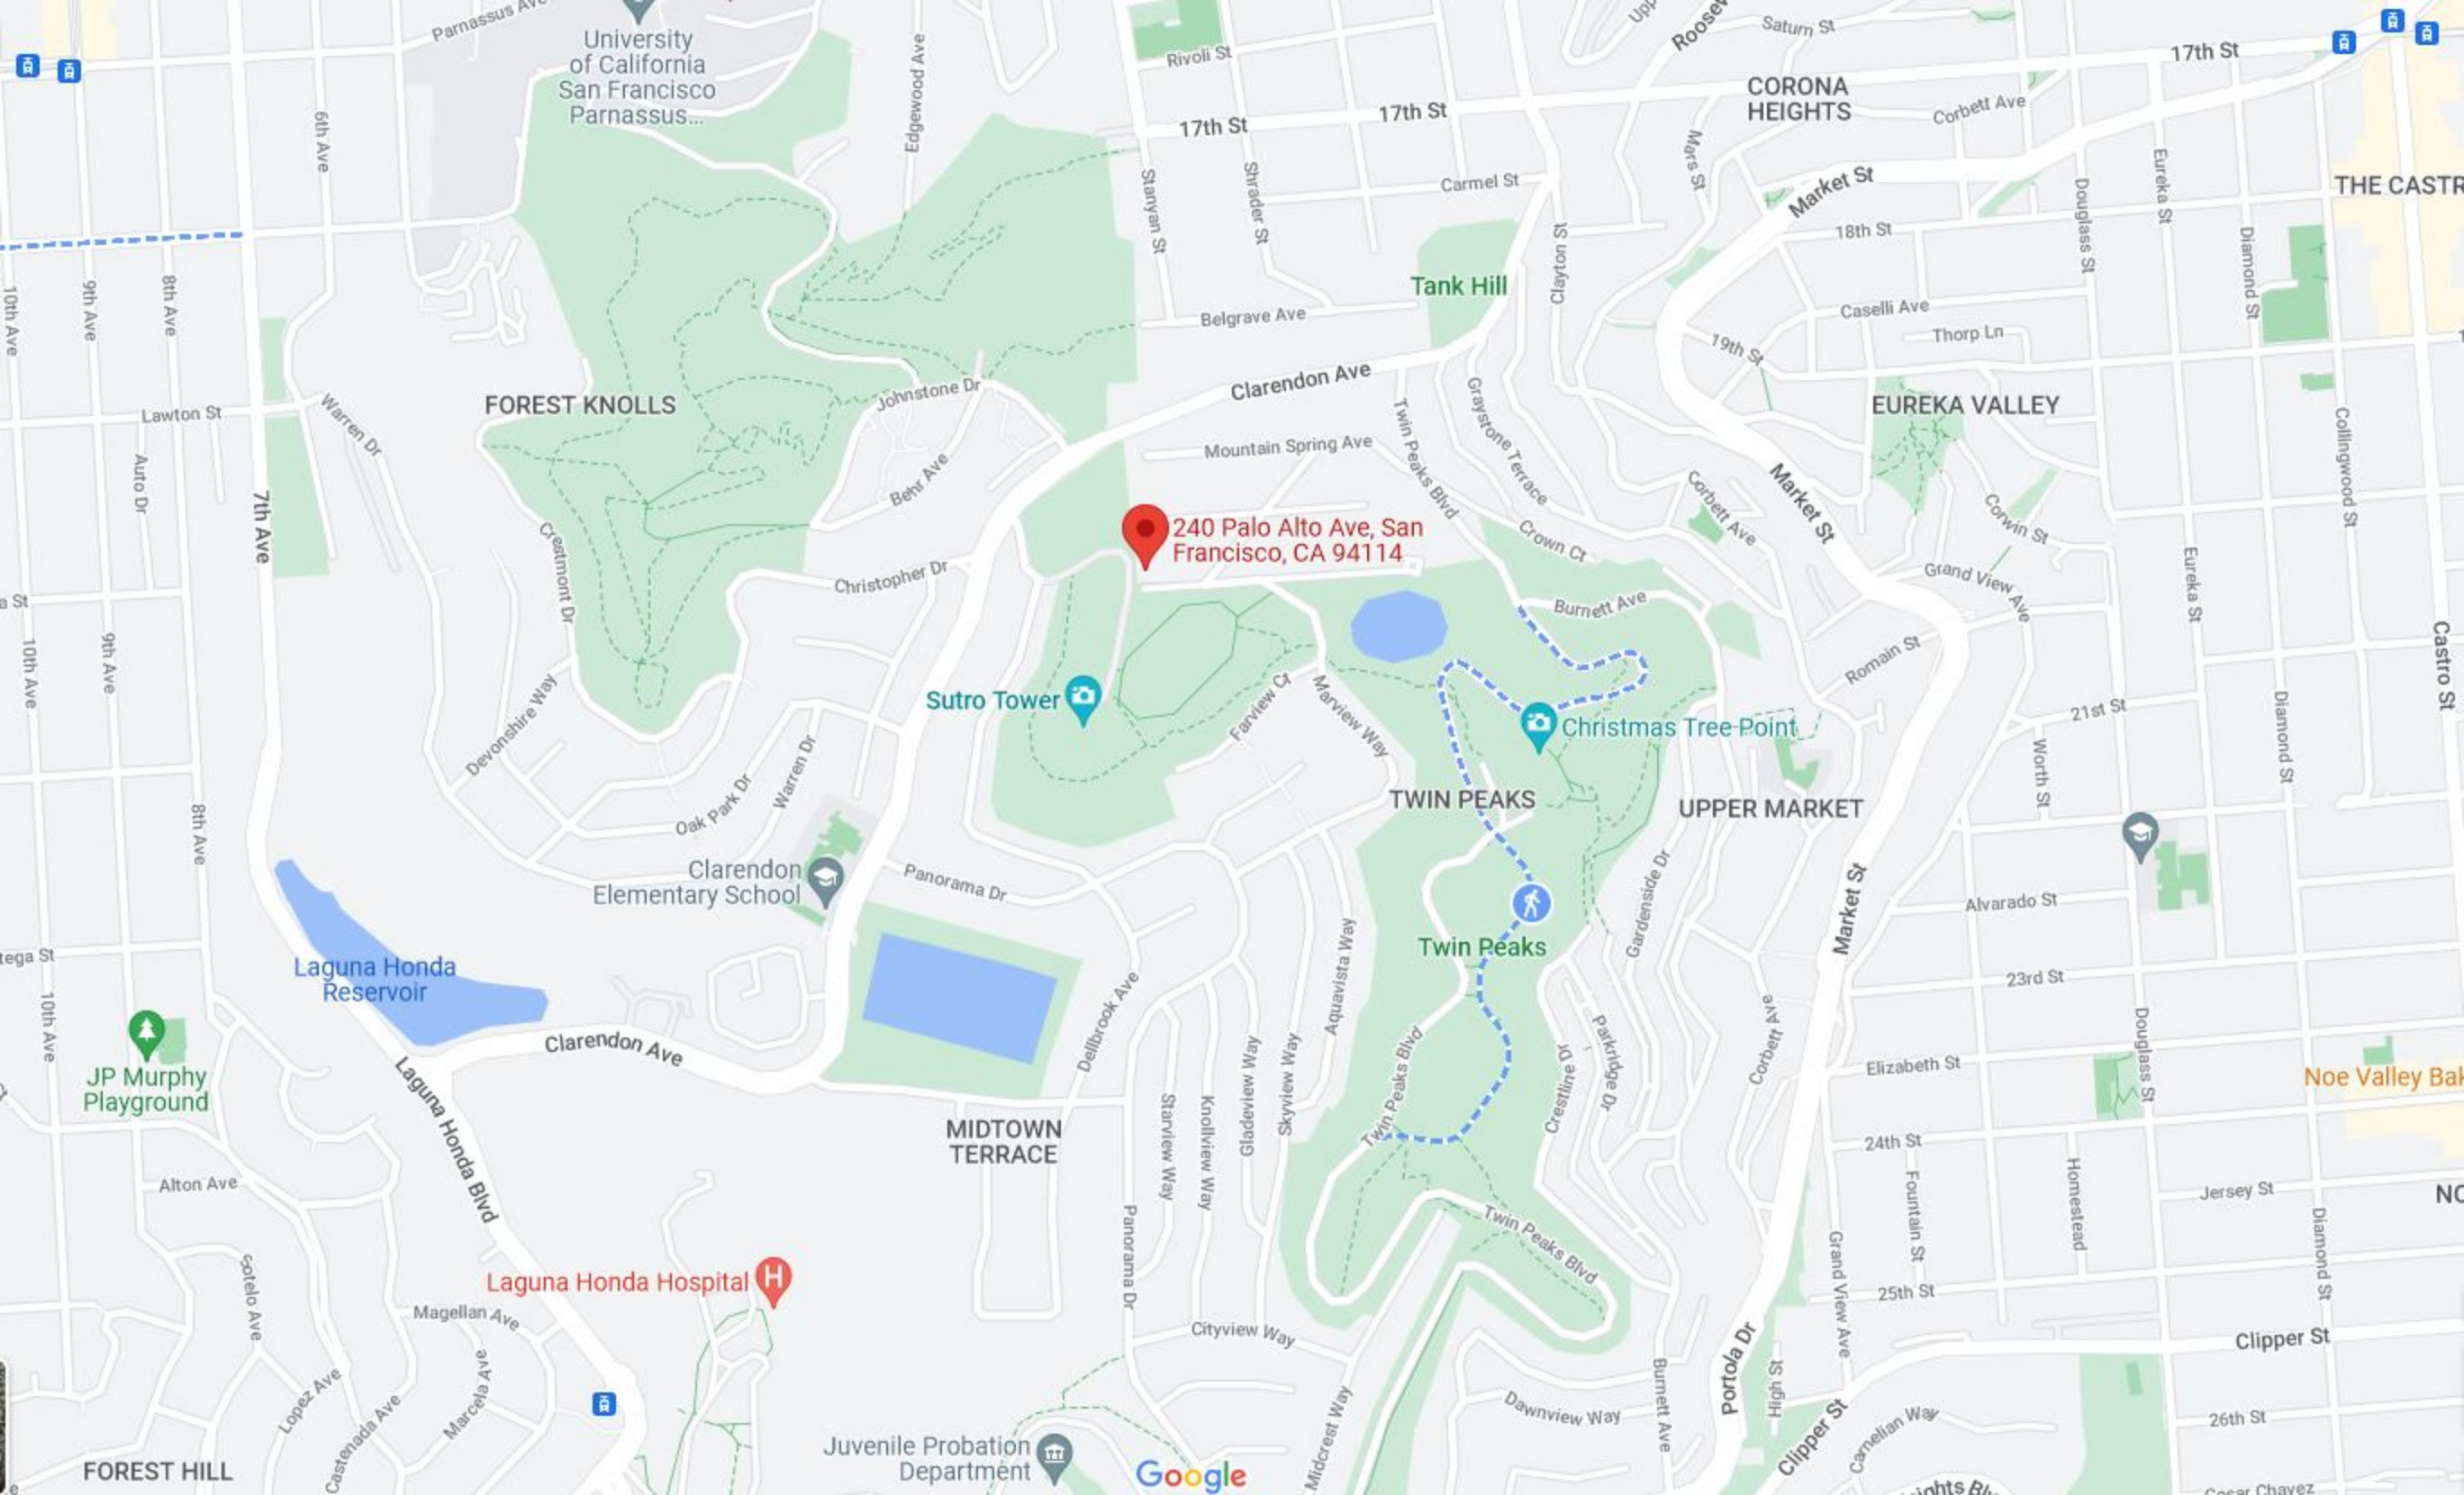 Parnassus Ave
University
of California
San Francisco
Parnassus...
Edgewood Ave
Rivoli St
Saturn St
17th St
CORONA
HEIGHTS
Corbett Ave
17th St
17th St
6th Ave
Mars St
Carmel St
Market St
THE CASTR
Stanyan St
Shrader St
Clayton St
18th St
Douglass St
Eureka St
Diamond St
Tank Hill
10th Ave
9th Ave
8th Ave
Belgrave Ave
Caselli Ave
Thorp Ln
19th St
Clarendon Ave
Johnstone Dr
FOREST KNOLLS
EUREKA VALLEY
Lawton St
Warren Dr
Twin Peaks Blvd
Graystone Terrace
Collingwood St
Mountain Spring Ave
Behr Ave
Auto Dr
7th Ave
Market St
Corbett Ave
Corwin St
240 Palo Alto Ave, San
Francisco, CA 94114
Crown Ct
Crestmont Dr
Christopher Dr
Grand View Ave
Eureka St
Burnett Ave
a St
10th Ave
9th Ave
Romain St
Castro St
Sutro Tower
Farview Ct
Marview Way
Christmas Tree Point
21st St
Devonshire Way
Diamond St
Worth St
Oak Park Dr
Warren Dr
TWIN PEAKS
UPPER MARKET
8th Ave
Clarendon
Elementary School
Panorama Dr
Gardenside Dr
Market St
Alvarado St
Twin Peaks
tega St
Laguna Honda
Reservoir
Aquavista Way
23rd St
10th Ave
Dellbrook Ave
Corbett Ave
Douglass St
Clarendon Ave
JP Murphy
Playground
Laguna Honda Blvd
Twin Peaks Blvd
Crestline Dr
Parkridge Dr
Elizabeth St
Noe Valley Bak
MIDTOWN
TERRACE
Starview Way
Knollview Way
Gladeview Way
Skyview Way
24th St
Alton Ave
Fountain St
Homestead
Jersey St
NO
Panorama Dr
Twin Peaks Blvd
Grand View Ave
Diamond St
Sotelo Ave
Laguna Honda Hospital
25th St
Magellan Ave
Cityview Way
Clipper St
Portola Dr
Marcela Ave
Lopez Ave
Castenada Ave
Midcrest Way
Burnett Ave
High St
Dawnview Way
Clipper St
Carnelian Way
26th St
FOREST HILL
Juvenile Probation
Department
Google
Cesar Chavez